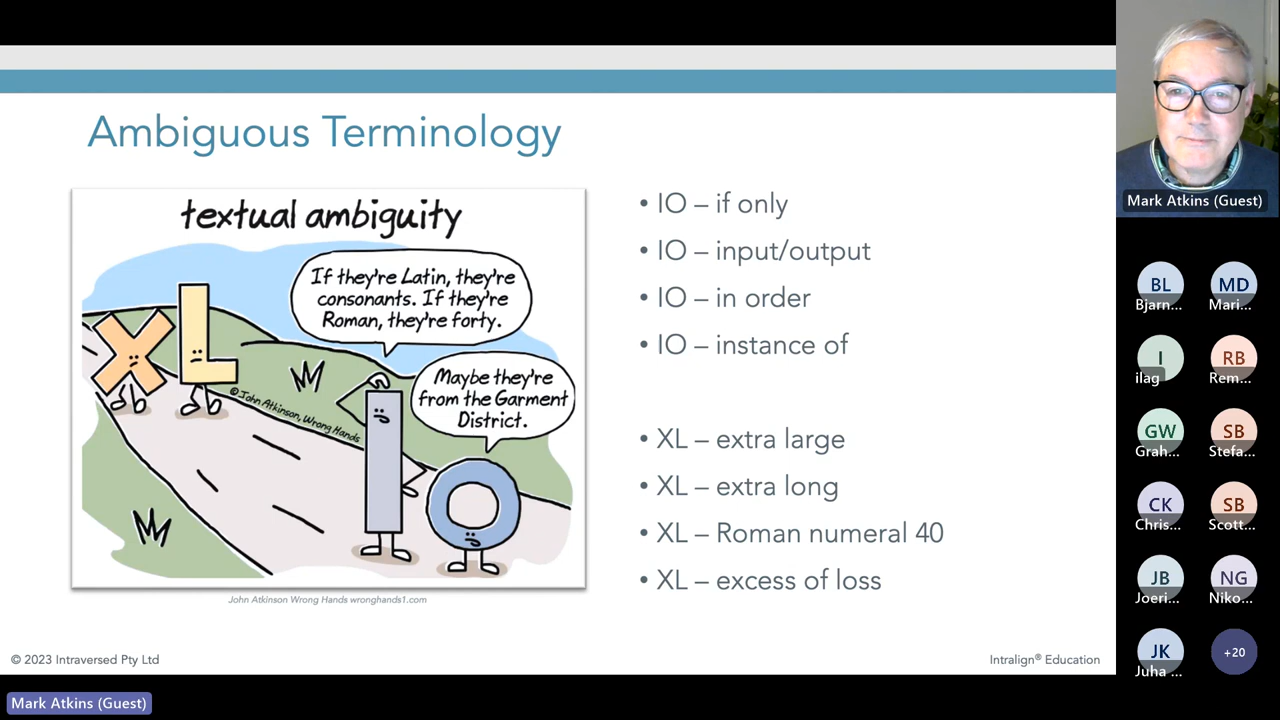 Ambiguous Terminology
textual ambiguity
If they're Latin, they're
consonants. If they're
Roman, they're forty.
Maybe they're
from the Garment
District.
XL
IO
© John Atkinson, Wrong Hands
John Atkinson Wrong Hands wronghands1.com
• IO – if only
• IO – input/output
• IO – in order
• IO – instance of
• XL – extra large
• XL – extra long
• XL – Roman numeral 40
• XL – excess of loss
© 2023 Intraversed Pty Ltd
Intralign® Education
Mark Atkins (Guest)
Mark Atkins (Guest)
BL
Bjarn...
MD
Mari...
I
ilag
RB
Rem...
GW
Grah...
SB
Stefa...
CK
Chris...
SB
Scott...
JB
Joeri...
NG
Niko...
JK
Juha ...
+20